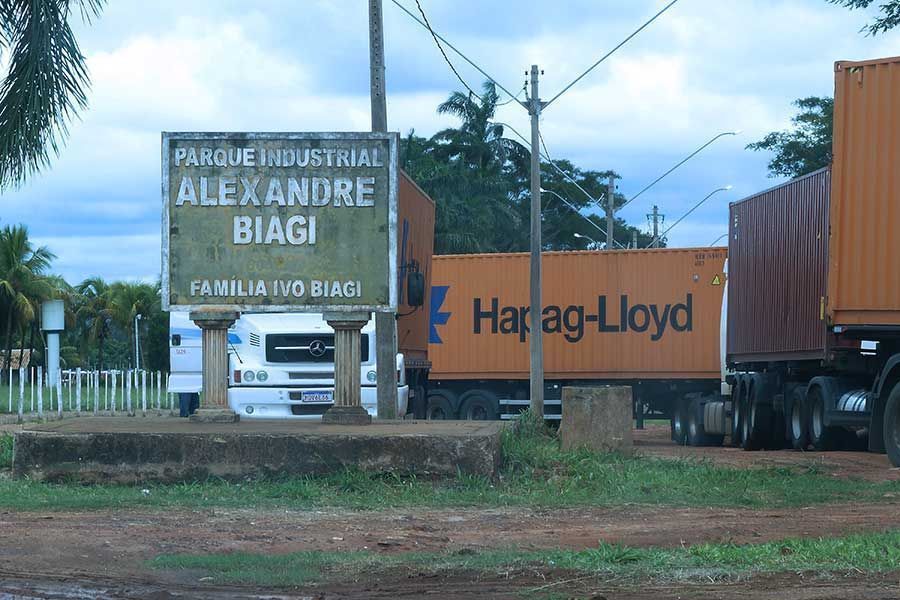 PARQUE INDUSTRIAL
ALEXANDRE
BIAGI
FAMÍLIA IVO BIAGI
Hapag-Lloyd